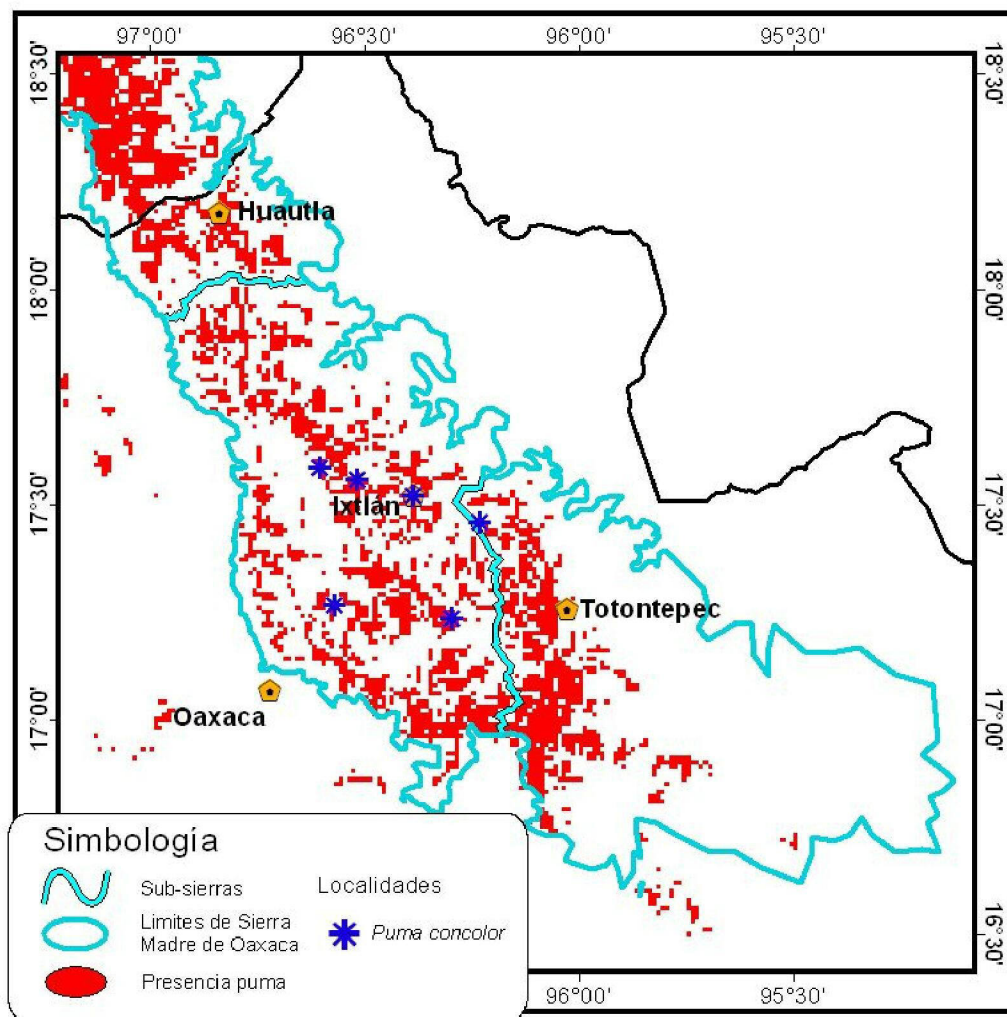 97°00'
96°30'
96°00'
95°30'
18°30'
18°30'
Huautla
18°00'
18°00'
17°30'
Ixtlán
17°30'
Totontepec
17°00'
Oaxaca
17°00'
Simbología
Sub-sierras
Localidades
Limites de Sierra
Madre de Oaxaca
Puma concolor
Presencia puma
16°30'
96°00'
95°30'